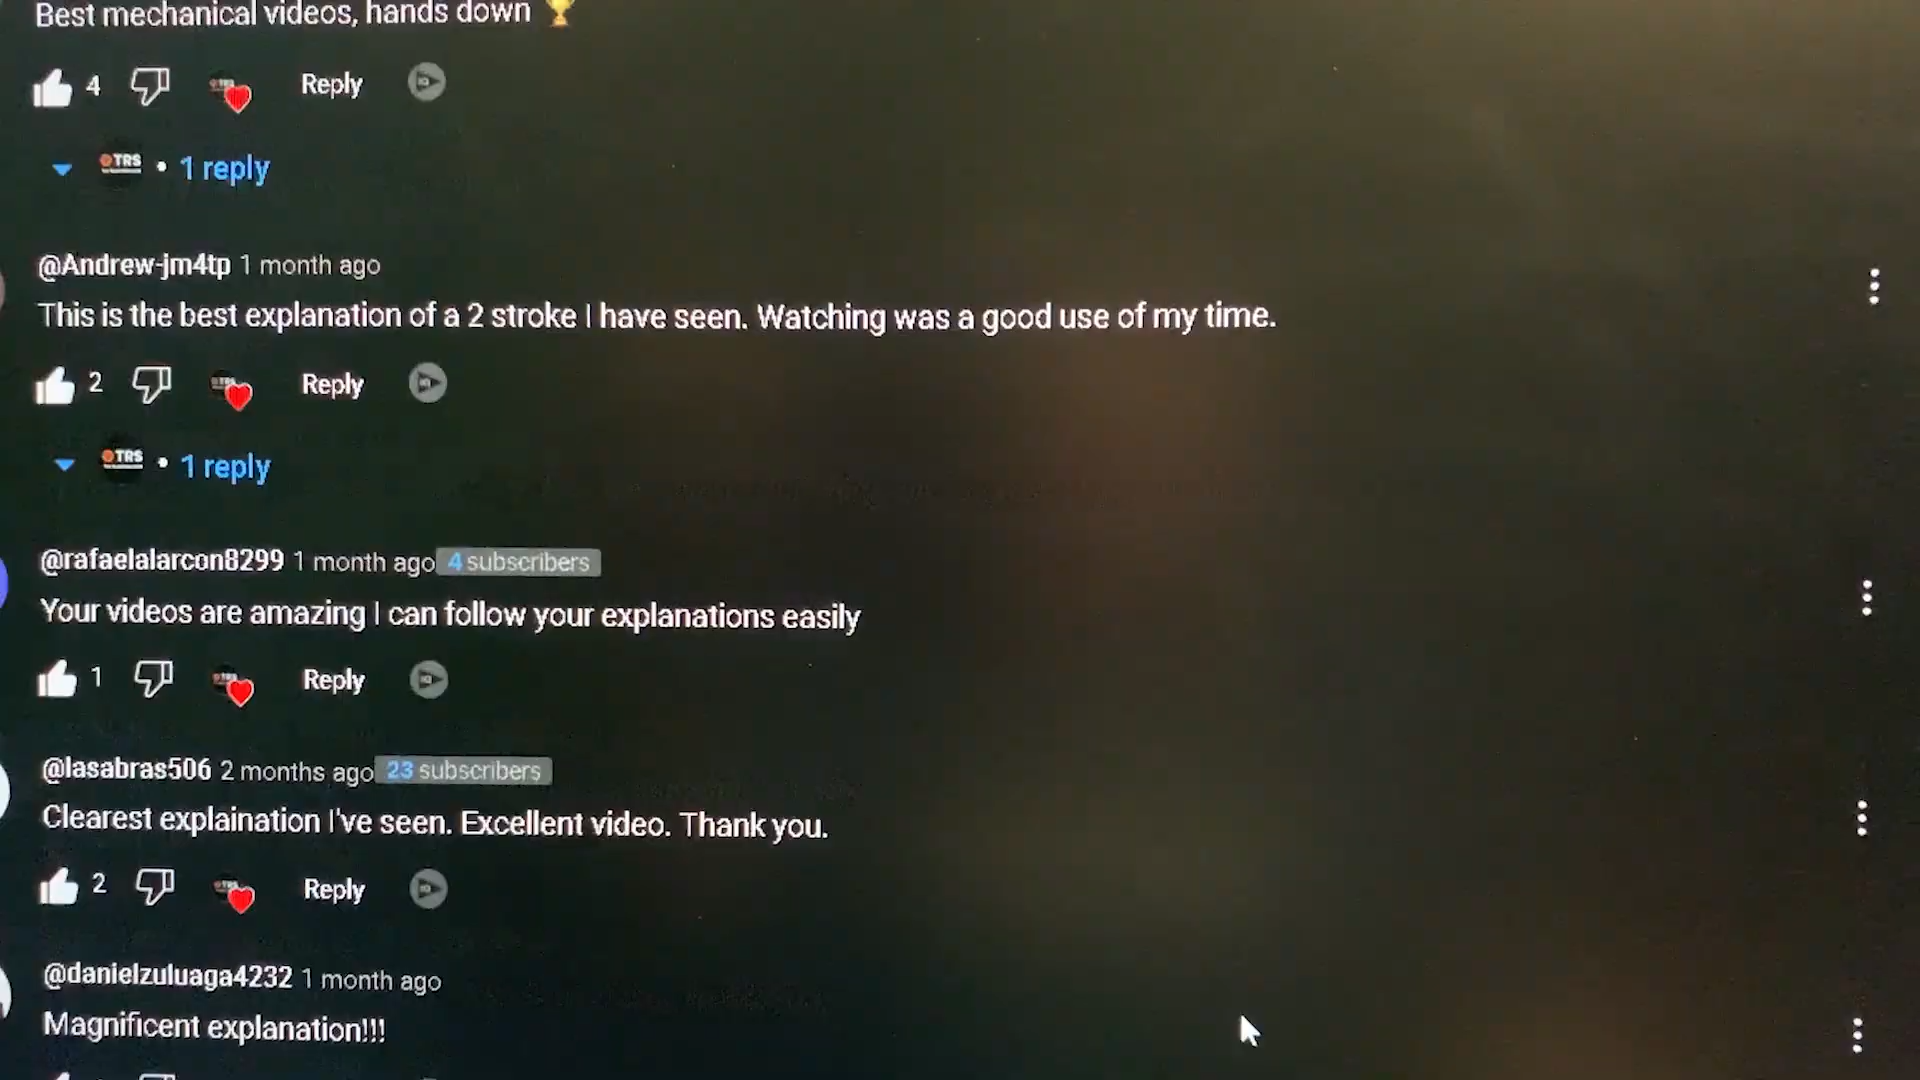 Best mechanical videos, hands down 🏆
4 Reply
TRS • 1 reply
@Andrew-jm4tp 1 month ago
This is the best explanation of a 2 stroke I have seen. Watching was a good use of my time.
2 Reply
TRS • 1 reply
@rafaelalarcon8299 1 month ago 4 subscribers
Your videos are amazing I can follow your explanations easily
1 Reply
@lasabras506 2 months ago 23 subscribers
Clearest explaination I've seen. Excellent video. Thank you.
2 Reply
@danielzuluaga4232 1 month ago
Magnificent explanation!!!